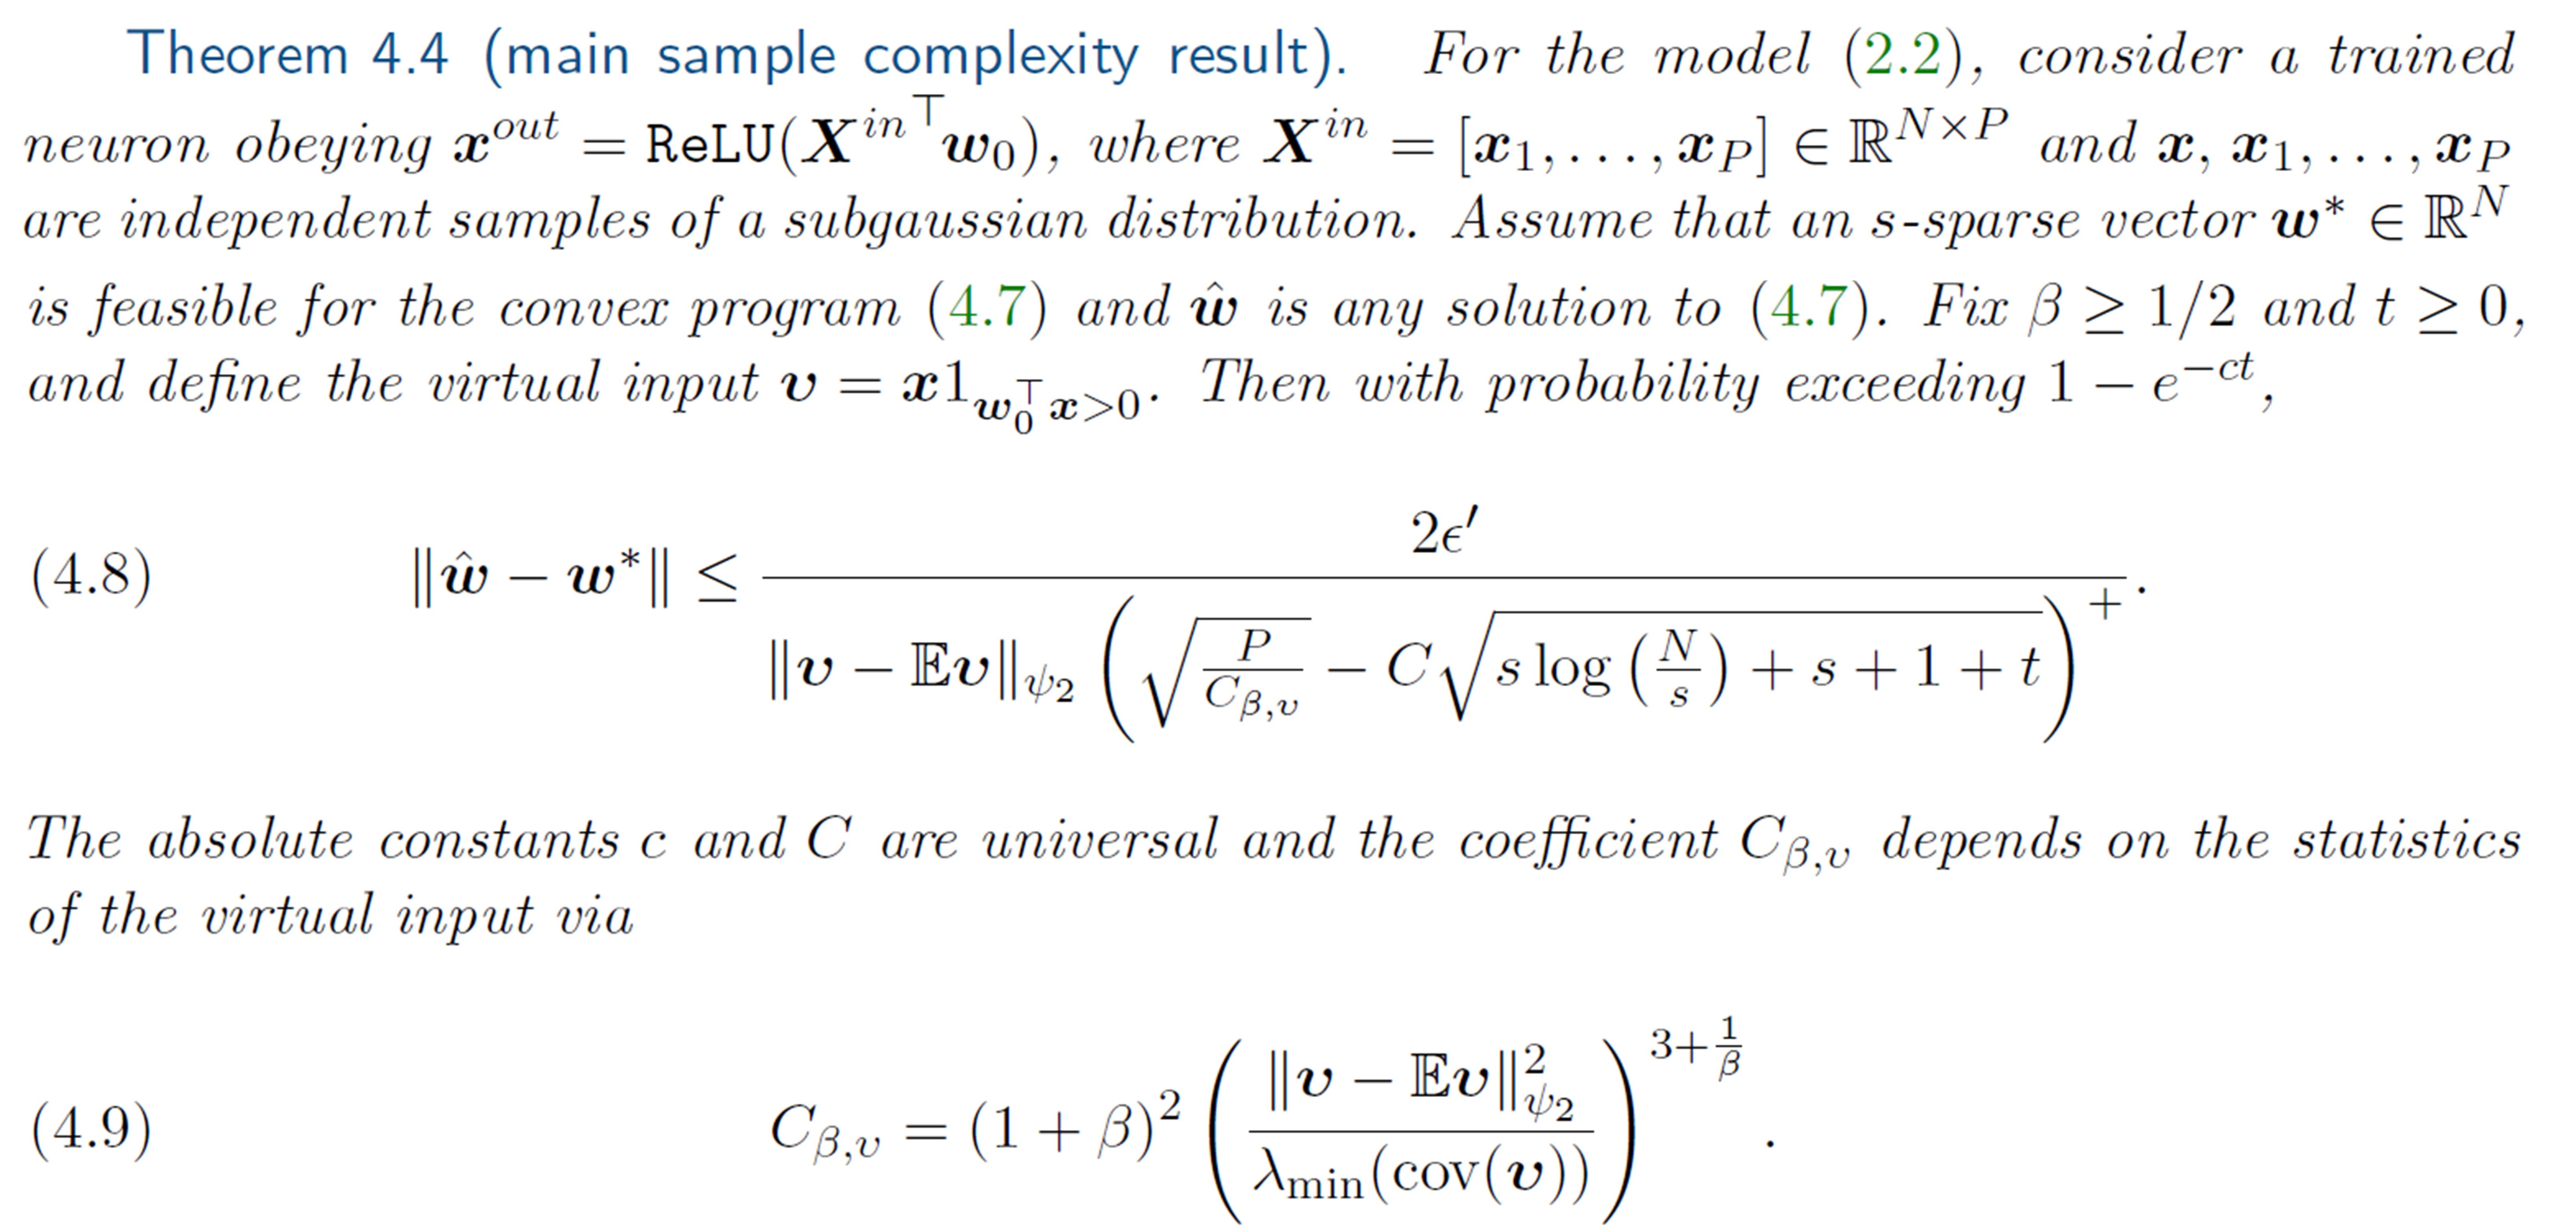 Theorem 4.4 (main sample complexity result). For the model (2.2), consider a trained
neuron obeying $\boldsymbol{x}^{out} = \mathtt{ReLU}(\boldsymbol{X}^{in\top} \boldsymbol{w}_0)$, where $\boldsymbol{X}^{in} = [\boldsymbol{x}_1, \ldots, \boldsymbol{x}_P] \in \mathbb{R}^{N \times P}$ and $\boldsymbol{x}, \boldsymbol{x}_1, \ldots, \boldsymbol{x}_P$
are independent samples of a subgaussian distribution. Assume that an s-sparse vector $\boldsymbol{w}^* \in \mathbb{R}^N$
is feasible for the convex program (4.7) and $\hat{\boldsymbol{w}}$ is any solution to (4.7). Fix $\beta \geq 1/2$ and $t \geq 0$,
and define the virtual input $\boldsymbol{v} = \boldsymbol{x} 1_{\boldsymbol{w}_0^\top \boldsymbol{x} > 0}$. Then with probability exceeding $1 - e^{-ct}$,
(4.8) $\|\hat{\boldsymbol{w}} - \boldsymbol{w}^*\| \leq \frac{2\epsilon'}{\|\boldsymbol{v} - \mathbb{E}\boldsymbol{v}\|_{\psi_2} \left( \sqrt{\frac{P}{C_{\beta,v}}} - C\sqrt{s \log\left(\frac{N}{s}\right) + s + 1 + t} \right)^+}.$
The absolute constants c and C are universal and the coefficient $C_{\beta,v}$ depends on the statistics
of the virtual input via
(4.9) $C_{\beta,v} = (1 + \beta)^2 \left( \frac{\|\boldsymbol{v} - \mathbb{E}\boldsymbol{v}\|_{\psi_2}^2}{\lambda_{\min}(\mathrm{cov}(\boldsymbol{v}))} \right)^{3 + \frac{1}{\beta}}.$